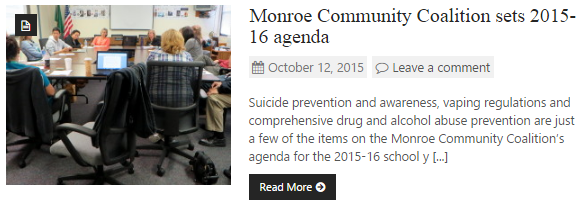 Monroe Community Coalition sets 2015-
16 agenda
October 12, 2015 Leave a comment
Suicide prevention and awareness, vaping regulations and
comprehensive drug and alcohol abuse prevention are just
a few of the items on the Monroe Community Coalition's
agenda for the 2015-16 school y [...]
Read More